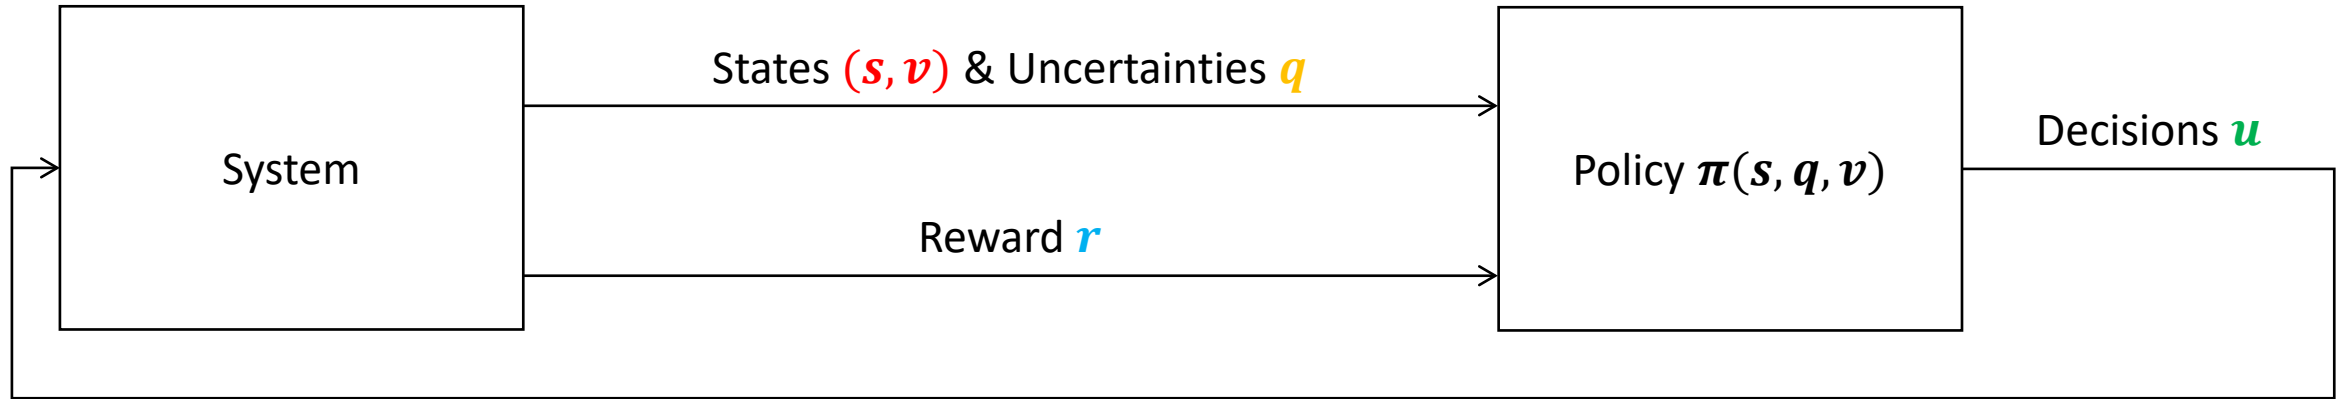 System
States (s, v) & Uncertainties q
Reward r
Policy π(s, q, v)
Decisions u